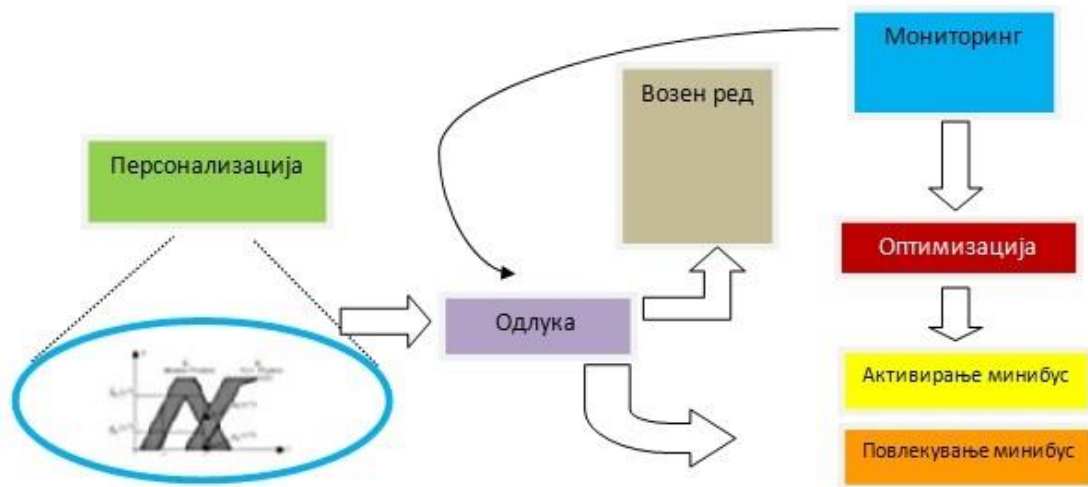 Мониторинг
Возен ред
Персонализација
Оптимизација
Одлука
Активирање минибус
Повлекување минибус